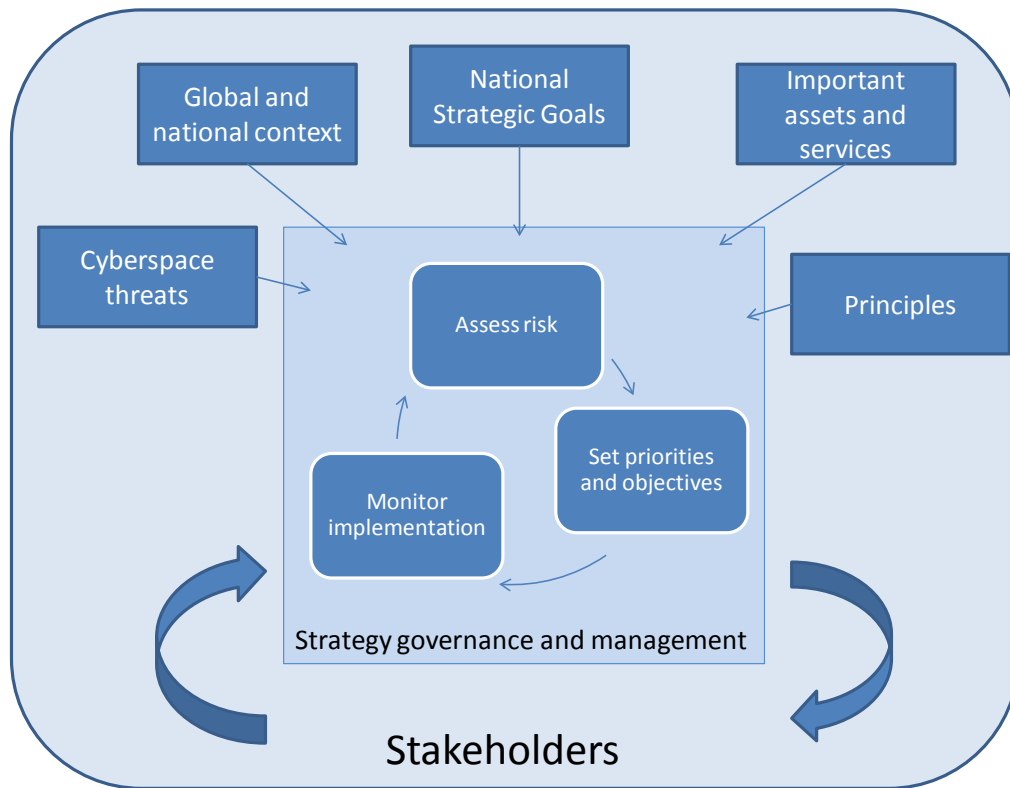 Global and
national context
National
Strategic Goals
Important
assets and
services
Cyberspace
threats
Principles
Assess risk
Set priorities
and objectives
Monitor
implementation
Strategy governance and management
Stakeholders